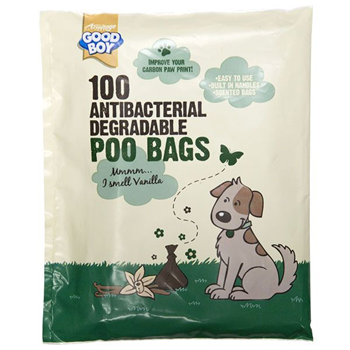 Armitage
GOOD
BOY
IMPROVE YOUR
CARBON PAW PRINT!
•EASY TO USE
•BUILT IN HANDLES
•SCENTED BAGS
100
ANTIBACTERIAL
DEGRADABLE
POO BAGS
Mmmm...
I smell Vanilla